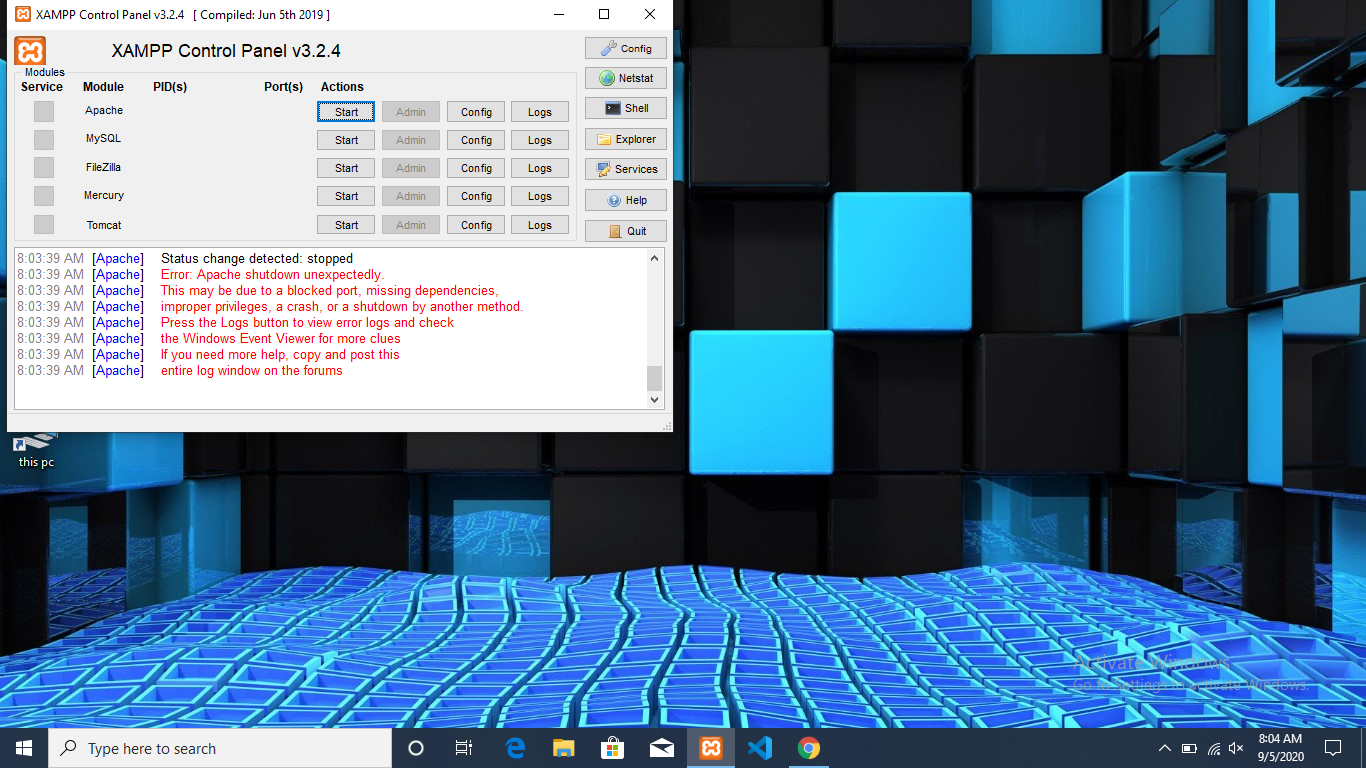 XAMPP Control Panel v3.2.4 [ Compiled: Jun 5th 2019 ]
XAMPP Control Panel v3.2.4
Config
Modules
Service Module PID(s) Port(s) Actions
Netstat
Apache Start Admin Config Logs
Shell
MySQL Start Admin Config Logs
Explorer
FileZilla Start Admin Config Logs
Services
Mercury Start Admin Config Logs
Help
Tomcat Start Admin Config Logs
Quit
8:03:39 AM [Apache] Status change detected: stopped
8:03:39 AM [Apache] Error: Apache shutdown unexpectedly.
8:03:39 AM [Apache] This may be due to a blocked port, missing dependencies,
8:03:39 AM [Apache] improper privileges, a crash, or a shutdown by another method.
8:03:39 AM [Apache] Press the Logs button to view error logs and check
8:03:39 AM [Apache] the Windows Event Viewer for more clues
8:03:39 AM [Apache] If you need more help, copy and post this
8:03:39 AM [Apache] entire log window on the forums
this pc
Activate Windows
Go to Settings to activate Windows.
Type here to search
8:04 AM
9/5/2020